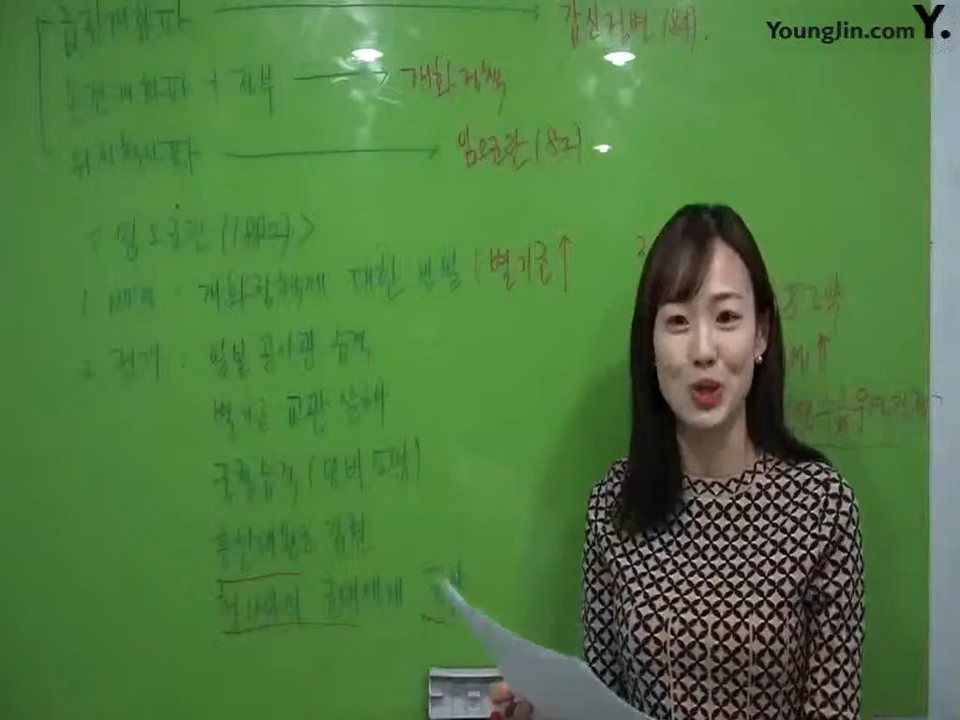 YoungJin.com Y.
급진개화파 갑신정변(84).
온건개화파 + 정부 개화정책
위정척사파 임오군란(82)
<임오군란(1882)>
1. 배경 : 개화정책에 대한 반발 (별기군↑
2. 전개 : 일본 공사관 습격
별기군 교관 살해
궁궐습격(민비 도망)
흥선대원군 집권
청나라의 군대에게